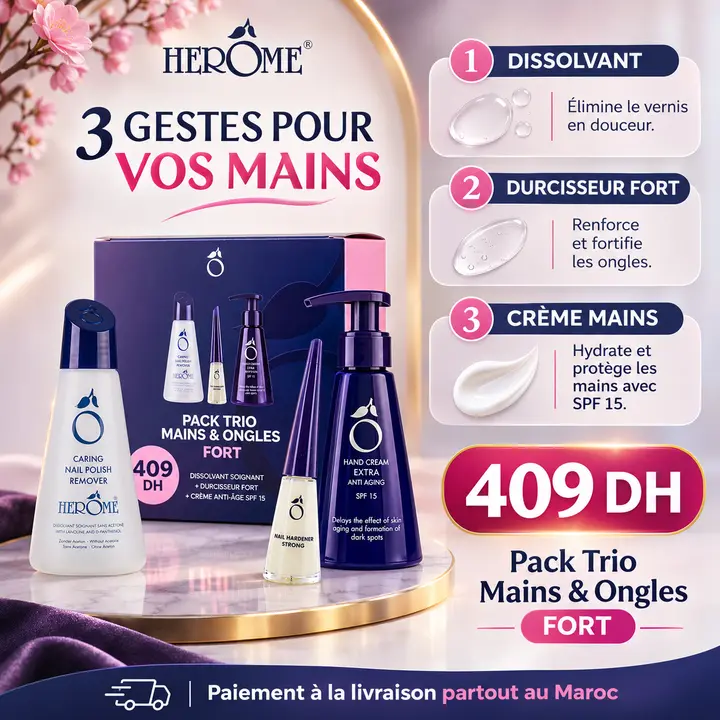 HERÔME®
3 GESTES POUR
VOS MAINS
1 DISSOLVANT
Élimine le vernis
en douceur.
2 DURCISSEUR FORT
Renforce
et fortifie
les ongles.
3 CRÈME MAINS
Hydrate et
protège les
mains avec
SPF 15.
PACK TRIO
MAINS & ONGLES
FORT
409
DH
DISSOLVANT SOIGNANT
+ DURCISSEUR FORT
+ CRÈME ANTI-ÂGE SPF 15
CARING
NAIL POLISH
REMOVER
HERÔME®
NAIL HARDENER
STRONG
HAND CREAM
EXTRA
ANTI AGING
SPF 15
Delays the effect of skin
aging and formation of
dark spots
409 DH
Pack Trio
Mains & Ongles
FORT
Paiement à la livraison partout au Maroc